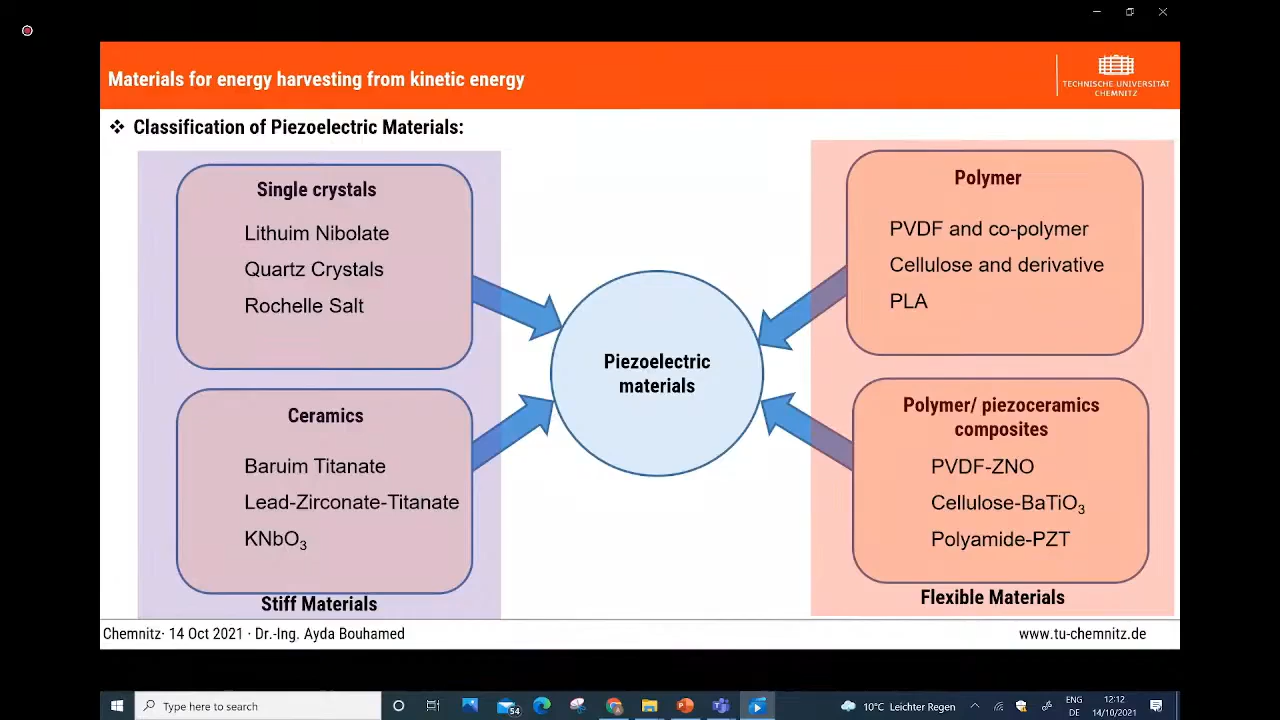 Materials for energy harvesting from kinetic energy
TECHNISCHE UNIVERSITÄT
CHEMNITZ
❖ Classification of Piezoelectric Materials:
Single crystals
Lithuim Nibolate
Quartz Crystals
Rochelle Salt
Ceramics
Baruim Titanate
Lead-Zirconate-Titanate
KNbO₃
Stiff Materials
Piezoelectric
materials
Polymer
PVDF and co-polymer
Cellulose and derivative
PLA
Polymer/ piezoceramics
composites
PVDF-ZNO
Cellulose-BaTiO₃
Polyamide-PZT
Flexible Materials
Chemnitz· 14 Oct 2021 · Dr.-Ing. Ayda Bouhamed
www.tu-chemnitz.de
Type here to search
54
10°C Leichter Regen
ENG
DE
12:12
14/10/2021